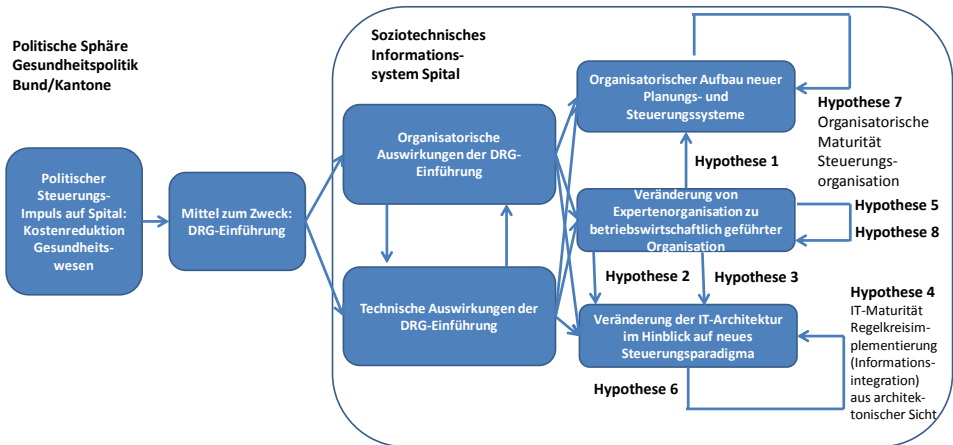 Politische Sphäre
Gesundheitspolitik
Bund/Kantone
Politischer
Steuerungs-
Impuls auf Spital:
Kostenreduktion
Gesundheits-
wesen
Mittel zum Zweck:
DRG-Einführung
Soziotechnisches
Informations-
system Spital
Organisatorische
Auswirkungen der DRG-
Einführung
Technische Auswirkungen der
DRG-Einführung
Organisatorischer Aufbau neuer
Planungs- und
Steuerungssysteme
Hypothese 1
Veränderung von
Expertenorganisation zu
betriebswirtschaftlich geführter
Organisation
Hypothese 2
Hypothese 3
Veränderung der IT-Architektur
im Hinblick auf neues
Steuerungsparadigma
Hypothese 6
Hypothese 7
Organisatorische
Maturität
Steuerungs-
organisation
Hypothese 5
Hypothese 8
Hypothese 4
IT-Maturität
Regelkreisim-
plementierung
(Informations-
integration)
aus architek-
tonischer Sicht